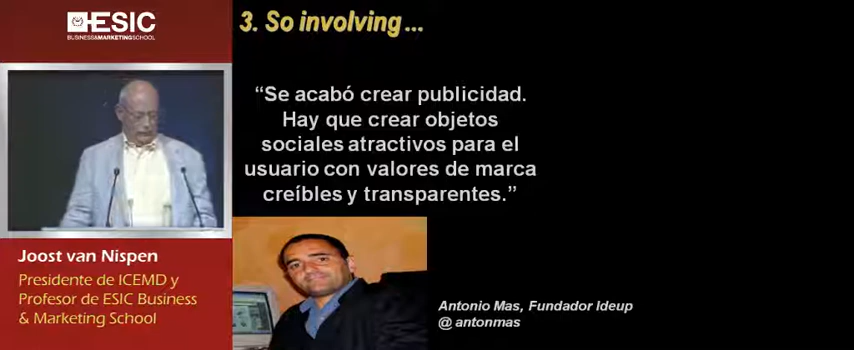 ESIC
BUSINESS&MARKETINGSCHOOL
3. So involving...
“Se acabó crear publicidad.
Hay que crear objetos
sociales atractivos para el
usuario con valores de marca
creíbles y transparentes.”
Joost van Nispen
Presidente de ICEMD y
Profesor de ESIC Business
& Marketing School
Antonio Mas, Fundador Ideup
@ antonmas